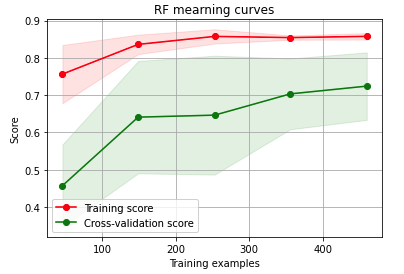 RF mearning curves
Score
0.9
0.8
0.7
0.6
0.5
0.4
Training score
Cross-validation score
100
200
300
400
Training examples